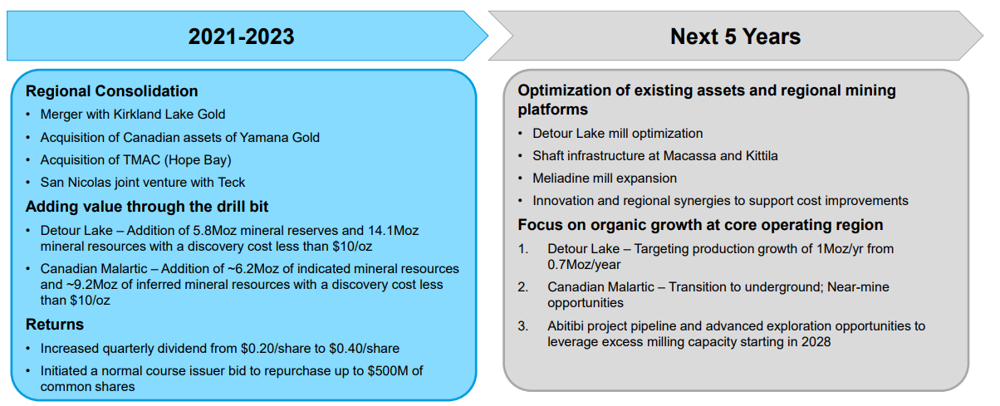 2021-2023
Regional Consolidation
• Merger with Kirkland Lake Gold
• Acquisition of Canadian assets of Yamana Gold
• Acquisition of TMAC (Hope Bay)
• San Nicolas joint venture with Teck
Adding value through the drill bit
• Detour Lake – Addition of 5.8Moz mineral reserves and 14.1Moz
mineral resources with a discovery cost less than $10/oz
• Canadian Malartic – Addition of ~6.2Moz of indicated mineral resources
and ~9.2Moz of inferred mineral resources with a discovery cost less
than $10/oz
Returns
• Increased quarterly dividend from $0.20/share to $0.40/share
• Initiated a normal course issuer bid to repurchase up to $500M of
common shares
Next 5 Years
Optimization of existing assets and regional mining
platforms
• Detour Lake mill optimization
• Shaft infrastructure at Macassa and Kittila
• Meliadine mill expansion
• Innovation and regional synergies to support cost improvements
Focus on organic growth at core operating region
1. Detour Lake – Targeting production growth of 1Moz/yr from
0.7Moz/year
2. Canadian Malartic – Transition to underground; Near-mine
opportunities
3. Abitibi project pipeline and advanced exploration opportunities to
leverage excess milling capacity starting in 2028